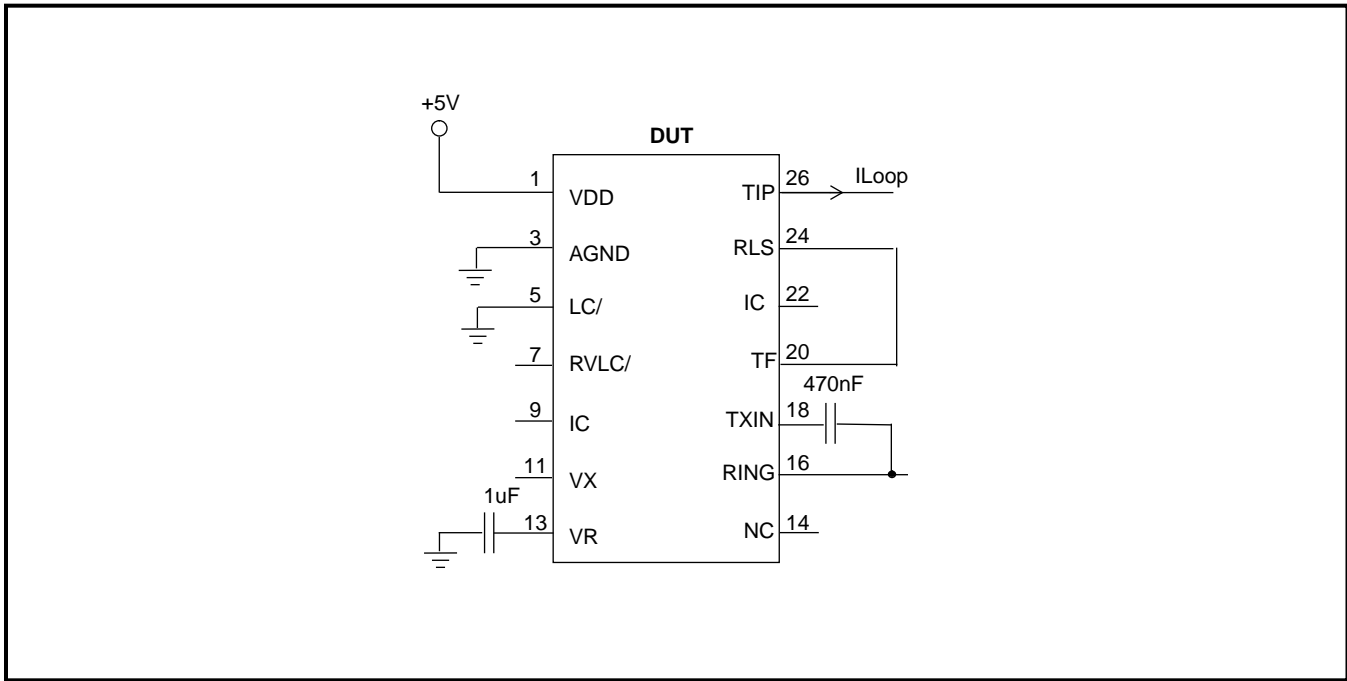 +5V
DUT
1 VDD
TIP 26 ILoop
3 AGND
RLS 24
5 LC/
IC 22
7 RVLC/
TF 20
470nF
9 IC
TXIN 18
11 VX
RING 16
1uF
13 VR
NC 14